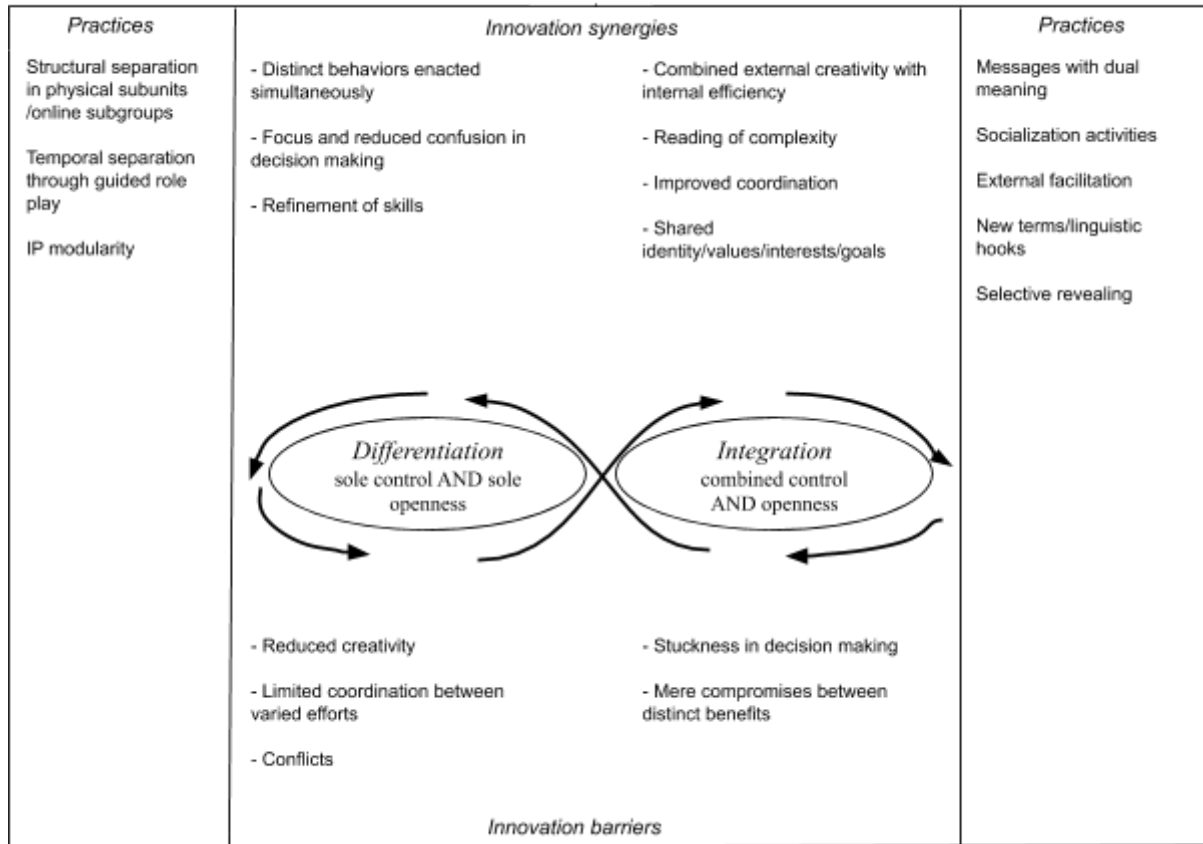 Practices
Structural separation
in physical subunits
/online subgroups
Temporal separation
through guided role
play
IP modularity
Innovation synergies
- Distinct behaviors enacted
simultaneously
- Focus and reduced confusion in
decision making
- Refinement of skills
- Combined external creativity with
internal efficiency
- Reading of complexity
- Improved coordination
- Shared
identity/values/interests/goals
Practices
Messages with dual
meaning
Socialization activities
External facilitation
New terms/linguistic
hooks
Selective revealing
Differentiation
sole control AND sole
openness
Integration
combined control
AND openness
- Reduced creativity
- Limited coordination between
varied efforts
- Conflicts
- Stuckness in decision making
- Mere compromises between
distinct benefits
Innovation barriers